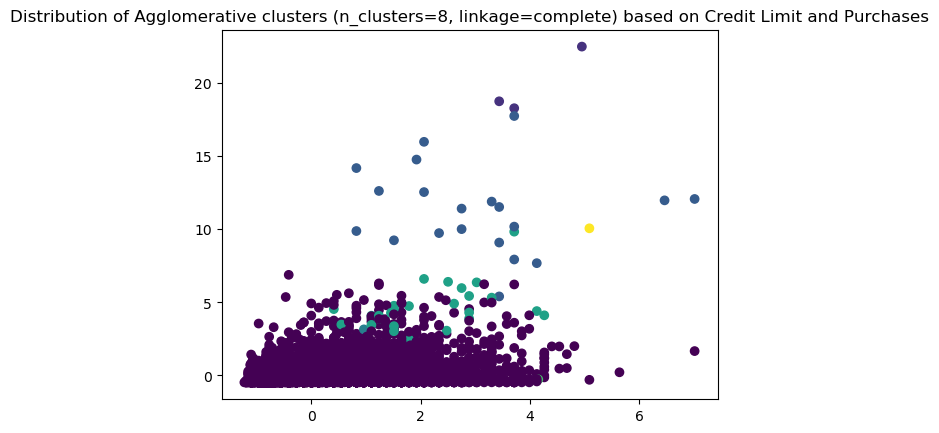 Distribution of Agglomerative clusters (n_clusters=8, linkage=complete) based on Credit Limit and Purchases
20
15
10
5
0
0 2 4 6